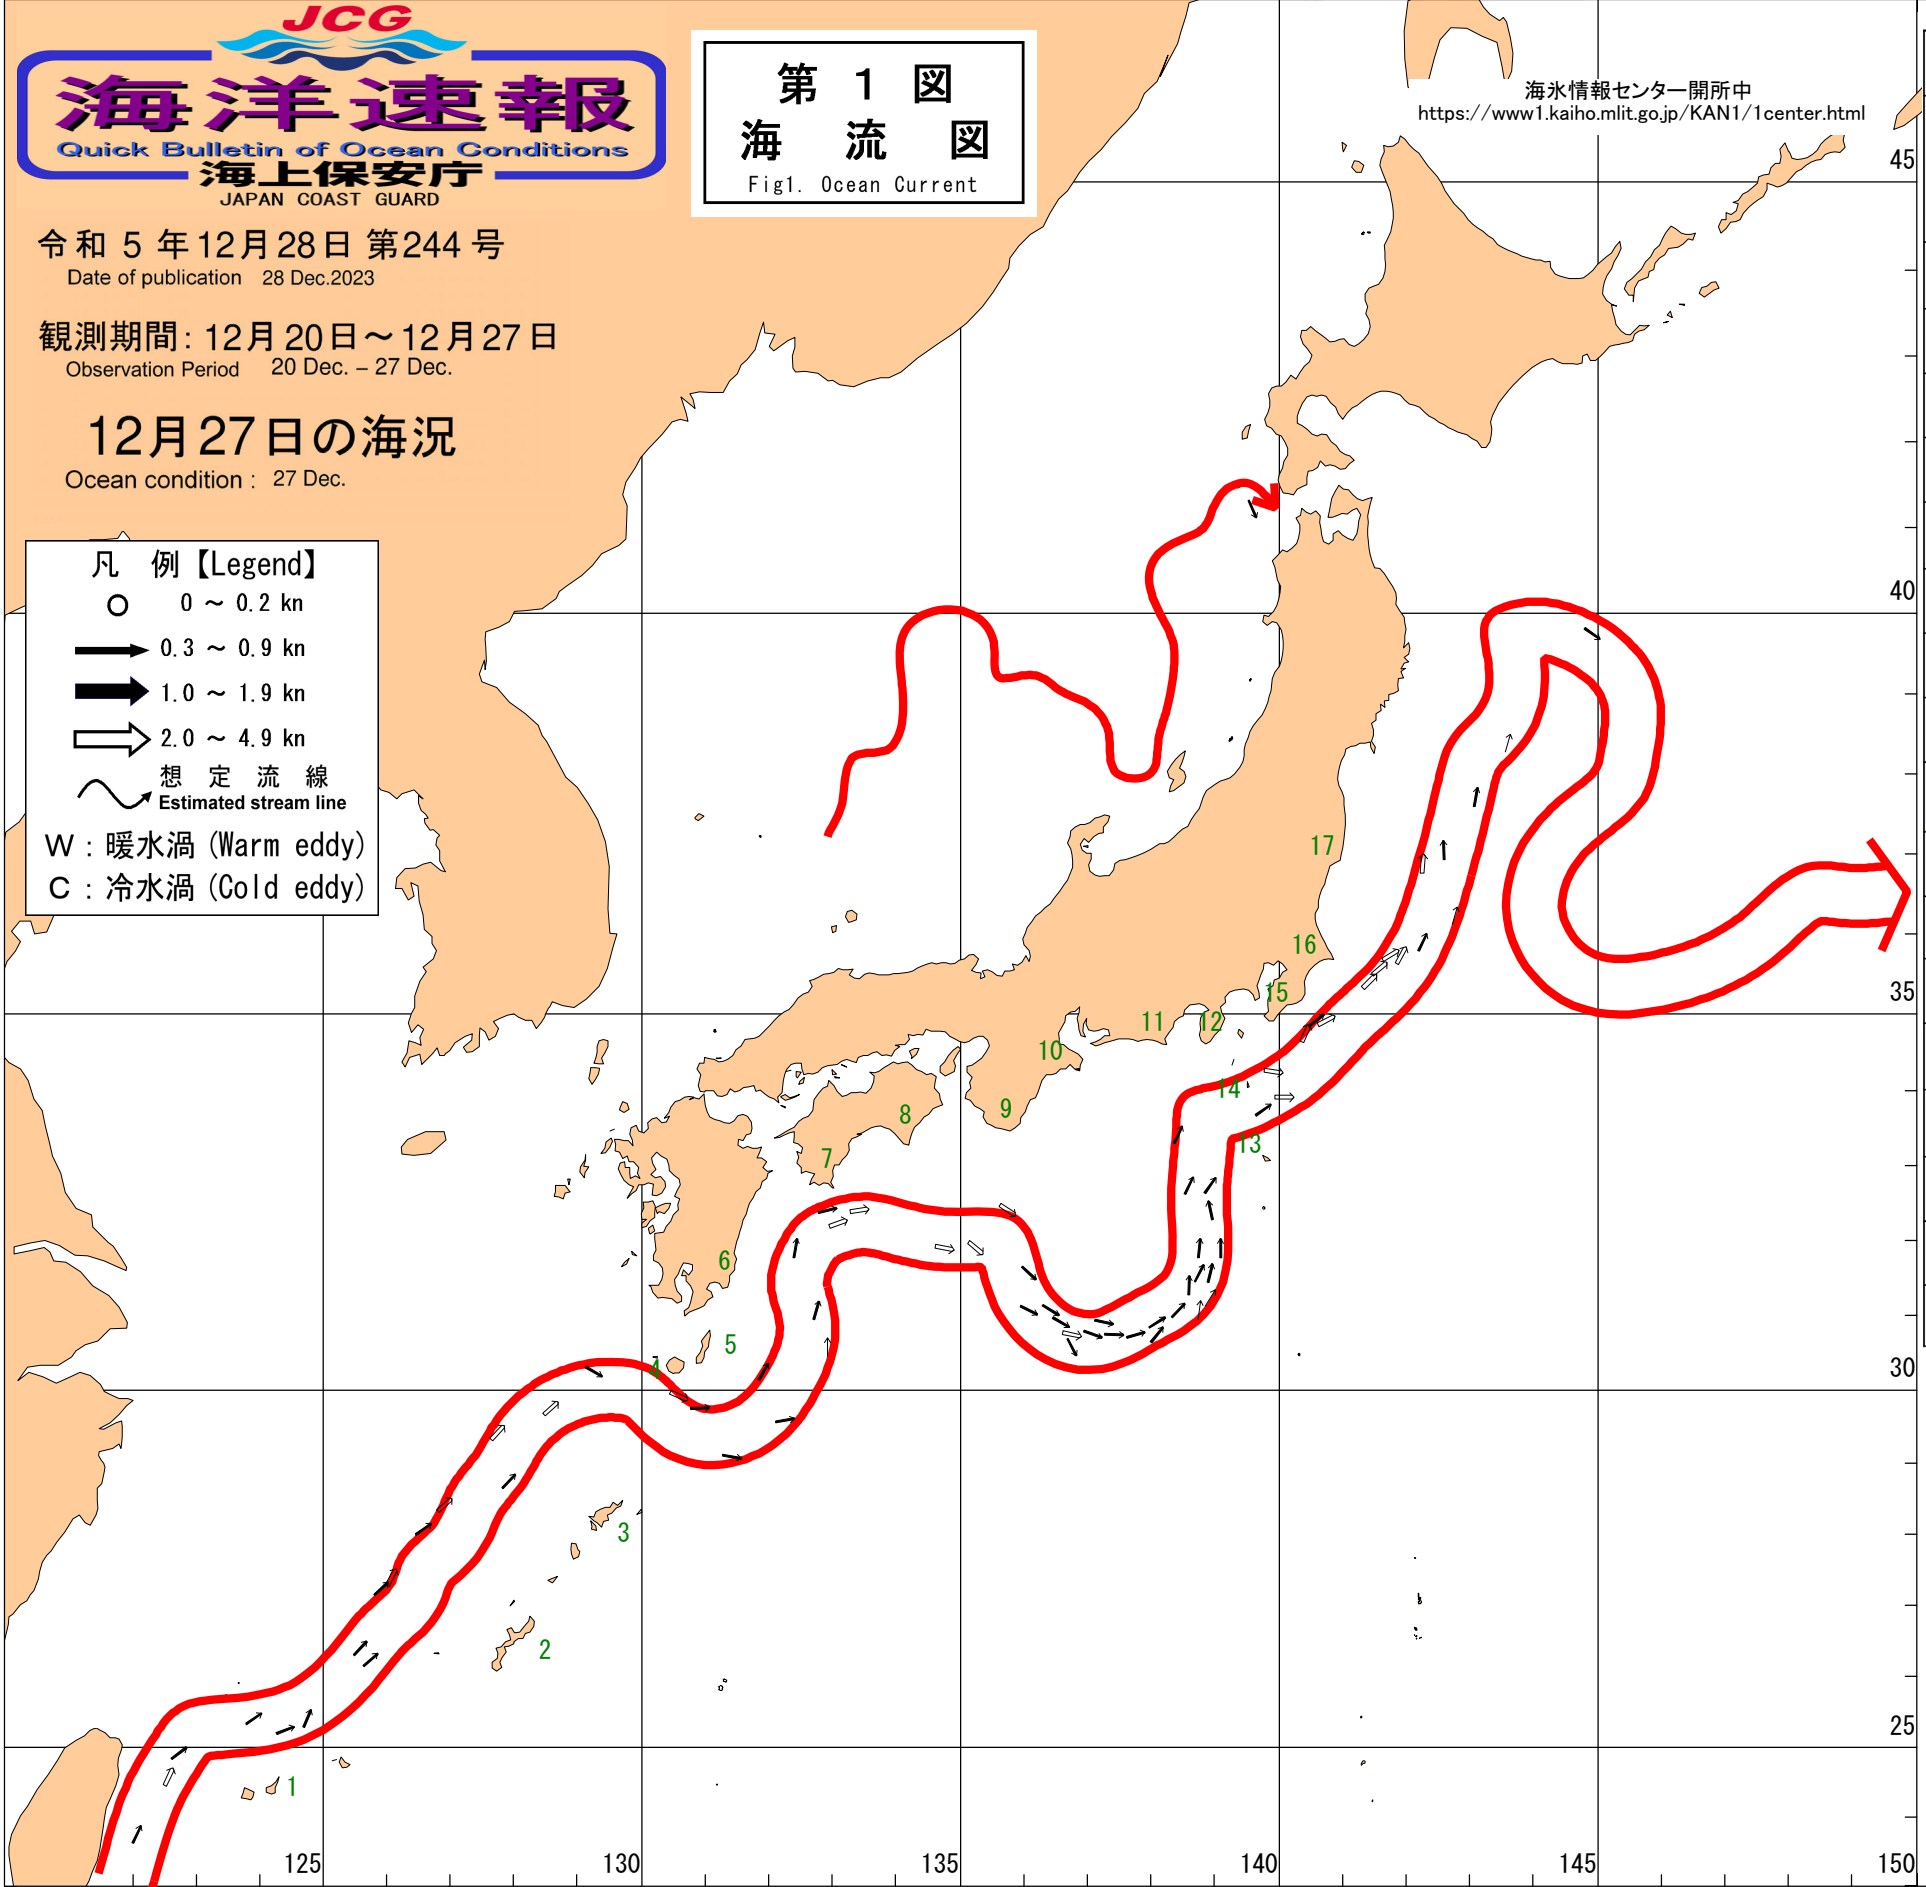 JCG
海洋速報
Quick Bulletin of Ocean Conditions
海上保安庁
JAPAN COAST GUARD
令和 5 年12月28日 第244 号
Date of publication 28 Dec.2023
観測期間: 12月20日～12月27日
Observation Period 20 Dec. – 27 Dec.
12月27日の海況
Ocean condition : 27 Dec.
第 1 図
海 流 図
Fig1. Ocean Current
海氷情報センター開所中
https://www1.kaiho.mlit.go.jp/KAN1/1center.html
凡 例【Legend】
0 ～ 0.2 kn
0.3 ～ 0.9 kn
1.0 ～ 1.9 kn
2.0 ～ 4.9 kn
想 定 流 線
Estimated stream line
W : 暖水渦 (Warm eddy)
C : 冷水渦 (Cold eddy)
45
40
17
16
35
15
11
12
10
14
9
8
13
7
6
5
4
30
3
2
25
1
125
130
135
140
145
150